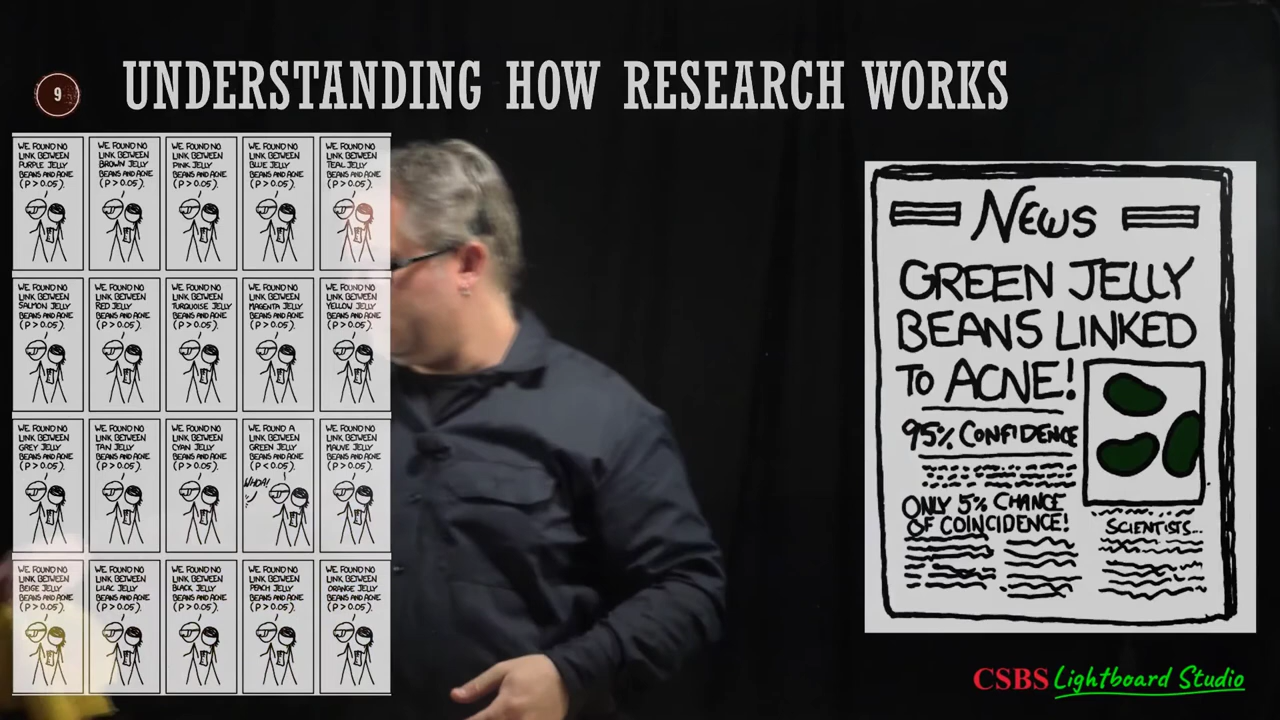 9
UNDERSTANDING HOW RESEARCH WORKS
WE FOUND NO
LINK BETWEEN
PURPLE JELLY
BEANS AND ACNE
(P > 0.05).
WE FOUND NO
LINK BETWEEN
BROWN JELLY
BEANS AND ACNE
(P > 0.05).
WE FOUND NO
LINK BETWEEN
PINK JELLY
BEANS AND ACNE
(P > 0.05).
WE FOUND NO
LINK BETWEEN
BLUE JELLY
BEANS AND ACNE
(P > 0.05).
WE FOUND NO
LINK BETWEEN
TEAL JELLY
BEANS AND ACNE
(P > 0.05).
WE FOUND NO
LINK BETWEEN
SALMON JELLY
BEANS AND ACNE
(P > 0.05).
WE FOUND NO
LINK BETWEEN
RED JELLY
BEANS AND ACNE
(P > 0.05).
WE FOUND NO
LINK BETWEEN
TURQUOISE JELLY
BEANS AND ACNE
(P > 0.05).
WE FOUND NO
LINK BETWEEN
MAGENTA JELLY
BEANS AND ACNE
(P > 0.05).
WE FOUND NO
LINK BETWEEN
YELLOW JELLY
BEANS AND ACNE
(P > 0.05).
WE FOUND NO
LINK BETWEEN
GREY JELLY
BEANS AND ACNE
(P > 0.05).
WE FOUND NO
LINK BETWEEN
TAN JELLY
BEANS AND ACNE
(P > 0.05).
WE FOUND NO
LINK BETWEEN
CYAN JELLY
BEANS AND ACNE
(P > 0.05).
WE FOUND A
LINK BETWEEN
GREEN JELLY
BEANS AND ACNE
(P < 0.05).
WHOA!
WE FOUND NO
LINK BETWEEN
MAUVE JELLY
BEANS AND ACNE
(P > 0.05).
WE FOUND NO
LINK BETWEEN
BEIGE JELLY
BEANS AND ACNE
(P > 0.05).
WE FOUND NO
LINK BETWEEN
LILAC JELLY
BEANS AND ACNE
(P > 0.05).
WE FOUND NO
LINK BETWEEN
BLACK JELLY
BEANS AND ACNE
(P > 0.05).
WE FOUND NO
LINK BETWEEN
PEACH JELLY
BEANS AND ACNE
(P > 0.05).
WE FOUND NO
LINK BETWEEN
ORANGE JELLY
BEANS AND ACNE
(P > 0.05).
NEWS
GREEN JELLY
BEANS LINKED
TO ACNE!
95% CONFIDENCE
ONLY 5% CHANCE
OF COINCIDENCE!
SCIENTISTS...
CSBS Lightboard Studio